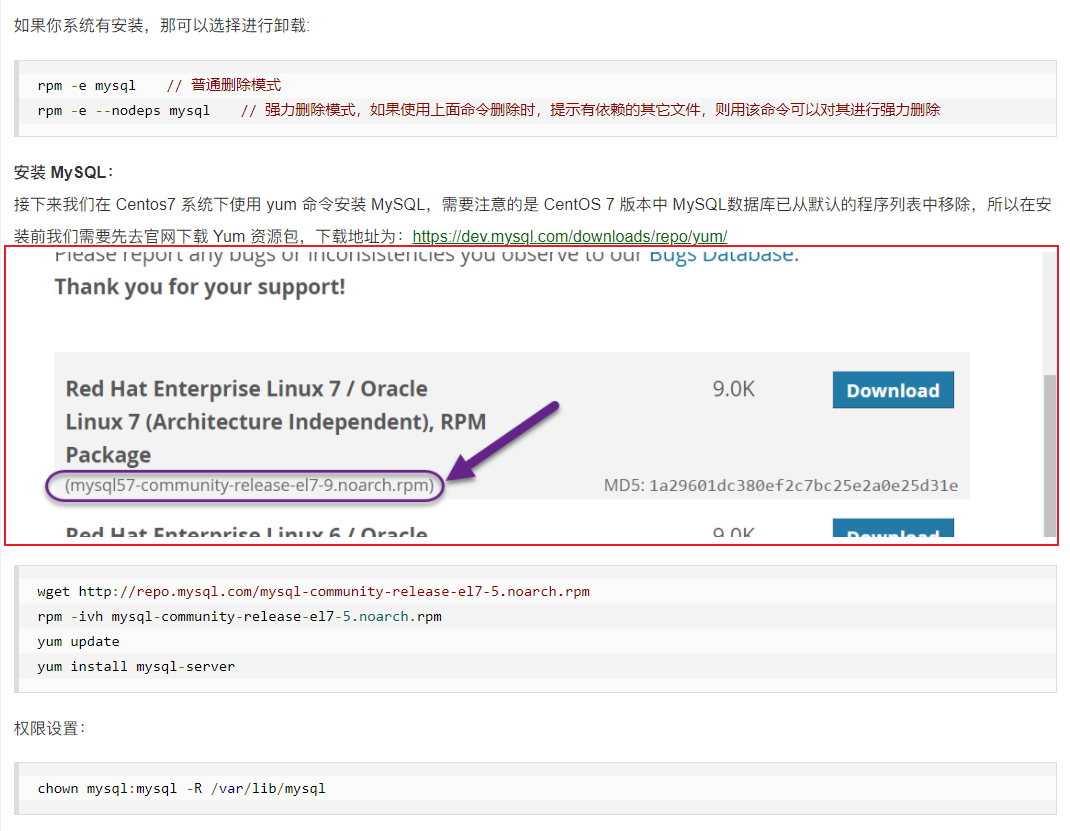 如果你系统有安装，那可以选择进行卸载:
rpm -e mysql    // 普通删除模式
rpm -e --nodeps mysql    // 强力删除模式，如果使用上面命令删除时，提示有依赖的其它文件，则用该命令可以对其进行强力删除
安装 MySQL：
接下来我们在 Centos7 系统下使用 yum 命令安装 MySQL，需要注意的是 CentOS 7 版本中 MySQL数据库已从默认的程序列表中移除，所以在安
装前我们需要先去官网下载 Yum 资源包，下载地址为：https://dev.mysql.com/downloads/repo/yum/
Please report any bugs or inconsistencies you observe to our Bugs Database.
Thank you for your support!
Red Hat Enterprise Linux 7 / Oracle 9.0K Download
Linux 7 (Architecture Independent), RPM
Package
(mysql57-community-release-el7-9.noarch.rpm) MD5: 1a29601dc380ef2c7bc25e2a0e25d31e
Red Hat Enterprise Linux 6 / Oracle 9.0K Download
wget http://repo.mysql.com/mysql-community-release-el7-5.noarch.rpm
rpm -ivh mysql-community-release-el7-5.noarch.rpm
yum update
yum install mysql-server
权限设置：
chown mysql:mysql -R /var/lib/mysql